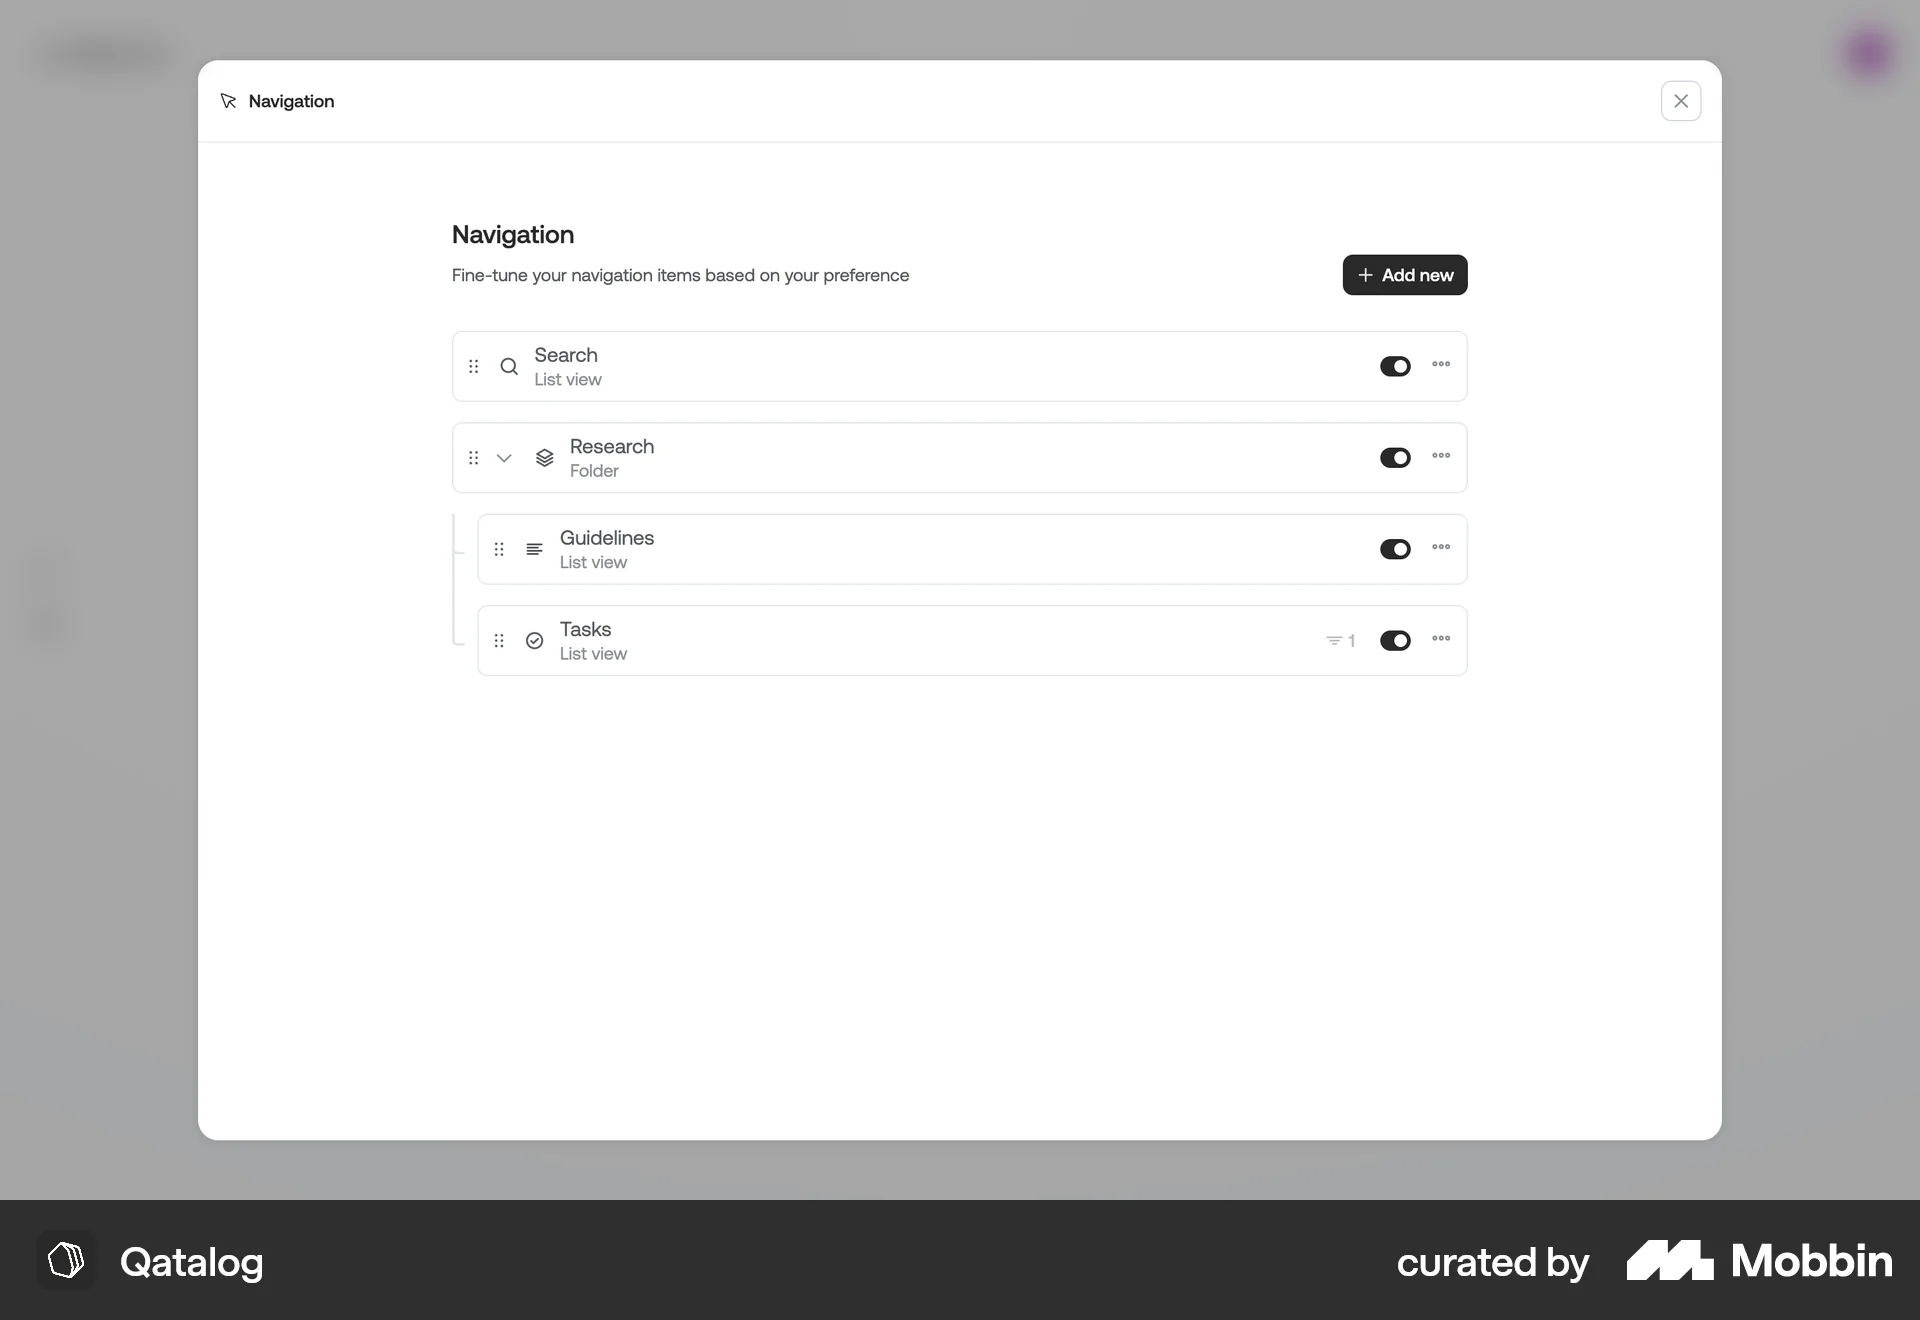 Navigation
Navigation
Fine-tune your navigation items based on your preference
Add new
Search
List view
Research
Folder
Guidelines
List view
Tasks
List view
1
Qatalog
curated by
Mobbin